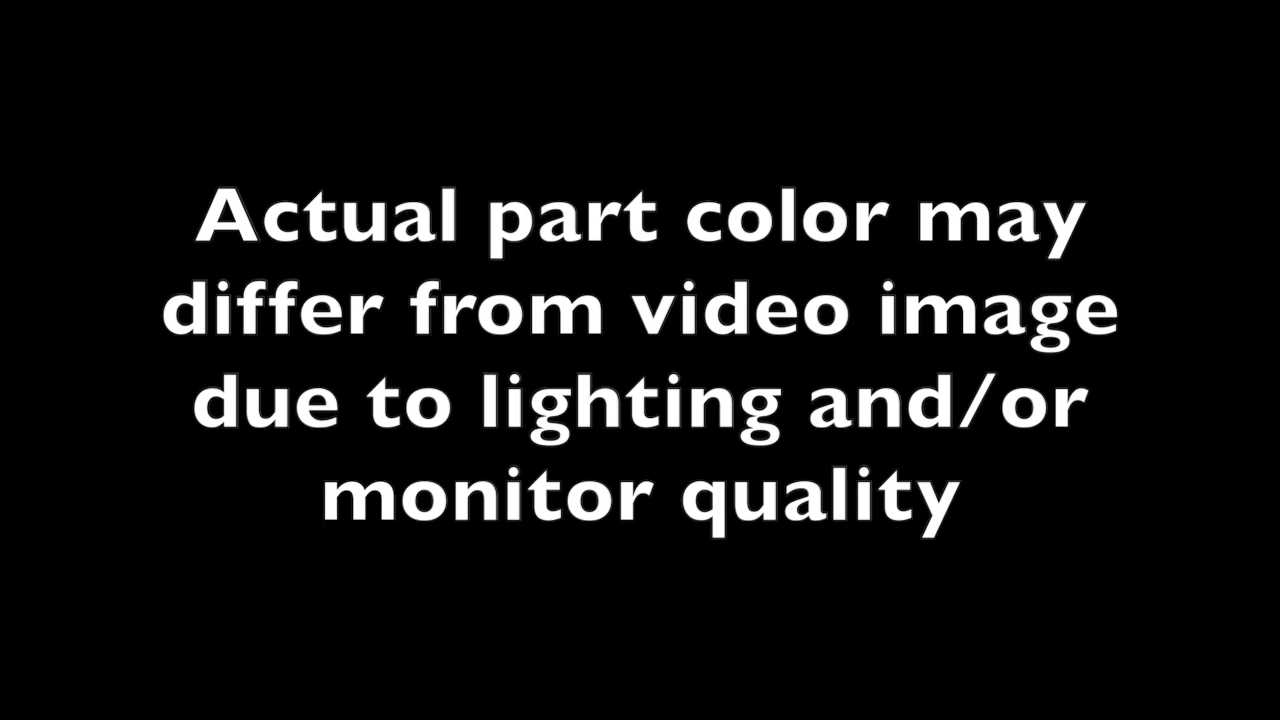 Actual part color may
differ from video image
due to lighting and/or
monitor quality